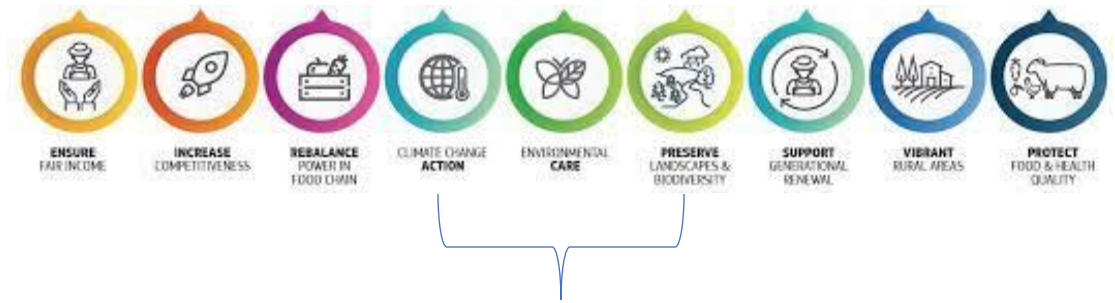 ENSURE
FAIR INCOME
INCREASE
COMPETITIVENESS
REBALANCE
POWER IN
FOOD CHAIN
CLIMATE CHANGE
ACTION
ENVIRONMENTAL
CARE
PRESERVE
LANDSCAPES &
BIODIVERSITY
SUPPORT
GENERATIONAL
RENEWAL
VIBRANT
RURAL AREAS
PROTECT
FOOD & HEALTH
QUALITY